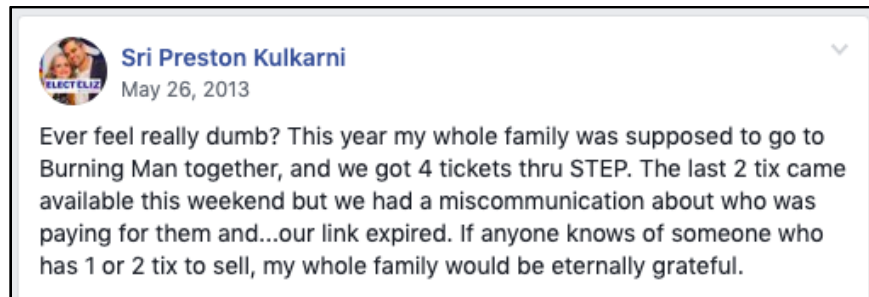 Sri Preston Kulkarni
ELECT ELIZ
May 26, 2013
Ever feel really dumb? This year my whole family was supposed to go to
Burning Man together, and we got 4 tickets thru STEP. The last 2 tix came
available this weekend but we had a miscommunication about who was
paying for them and...our link expired. If anyone knows of someone who
has 1 or 2 tix to sell, my whole family would be eternally grateful.